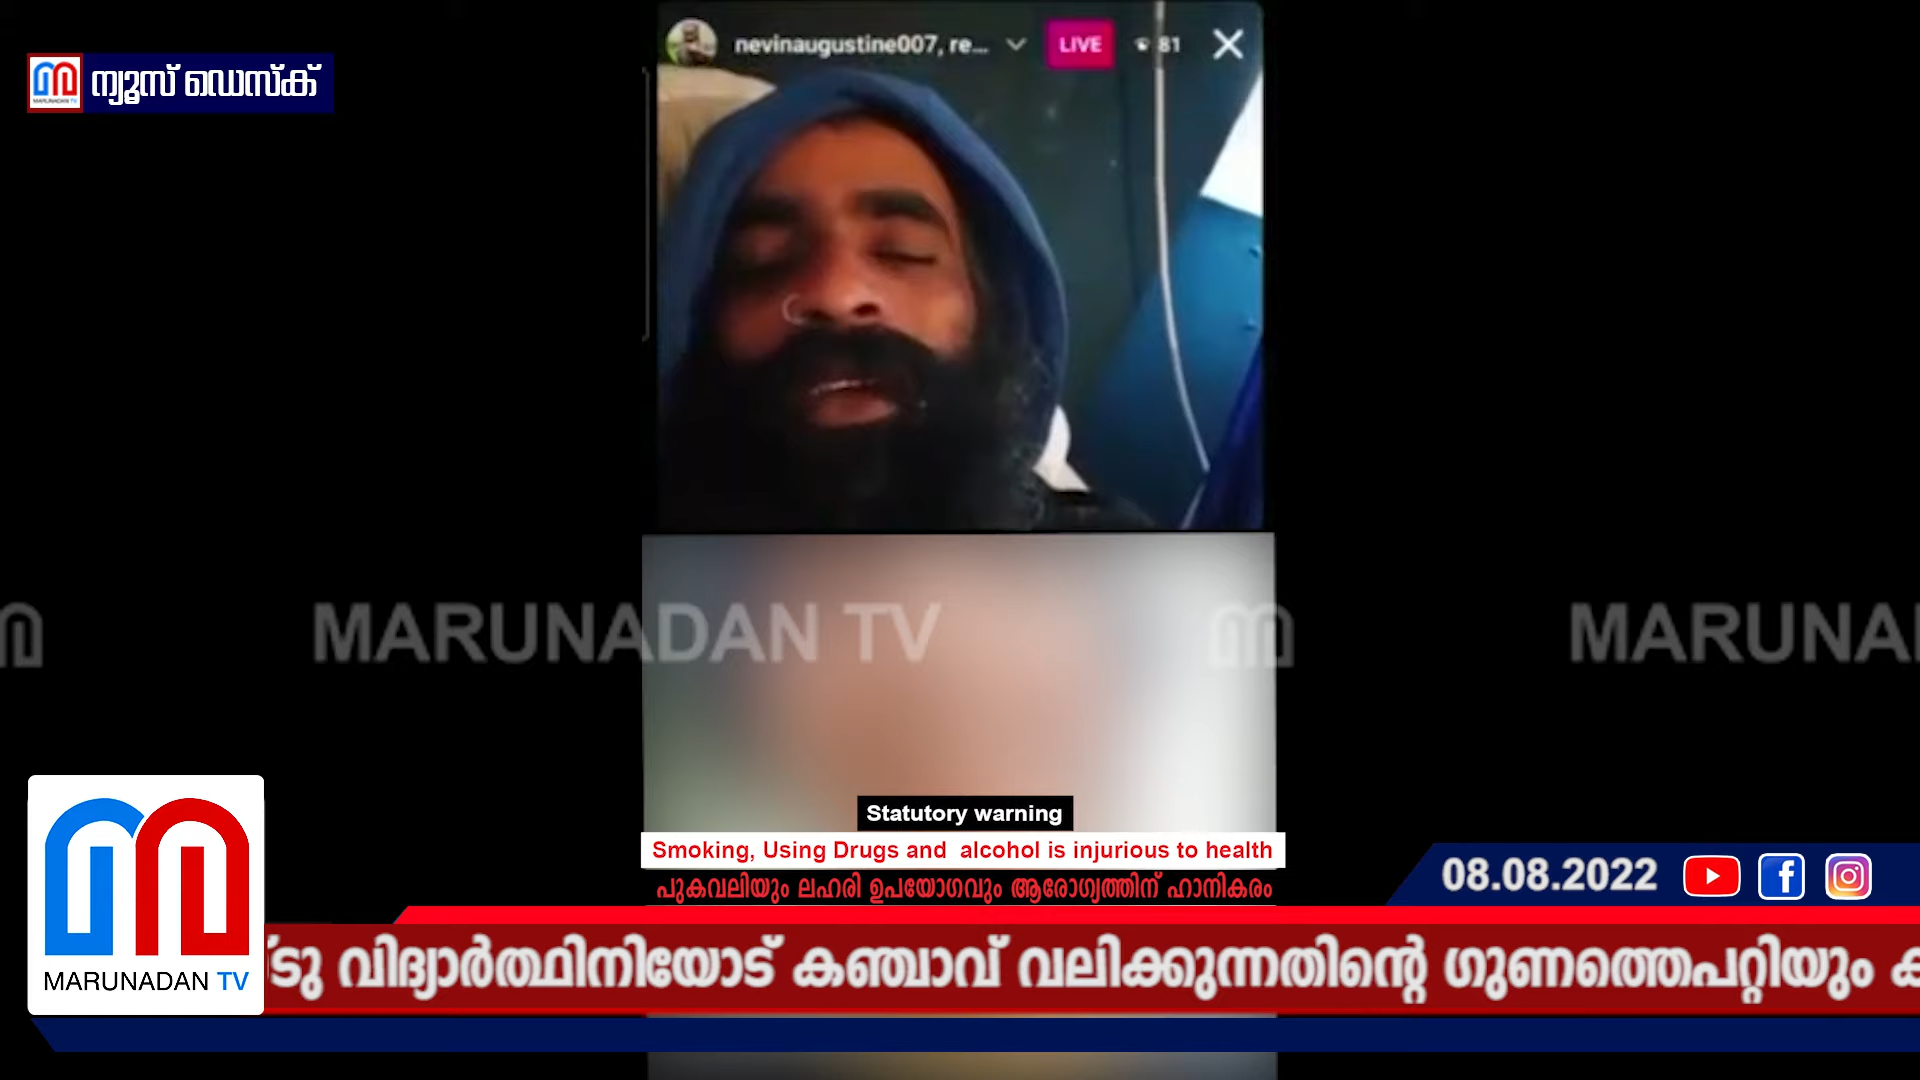 nevinaugustine007, re...
LIVE
81
MARUNADAN TV
ന്യൂസ് ഡെസ്ക്
MARUNADAN TV
MARUNA
Statutory warning
Smoking, Using Drugs and alcohol is injurious to health
പുകവലിയും ലഹരി ഉപയോഗവും ആരോഗ്യത്തിന് ഹാനികരം
08.08.2022
MARUNADAN TV
ട്ടു വിദ്യാർത്ഥിനിയോട് കഞ്ചാവ് വലിക്കുന്നതിന്റെ ഗുണത്തെപറ്റിയും ക